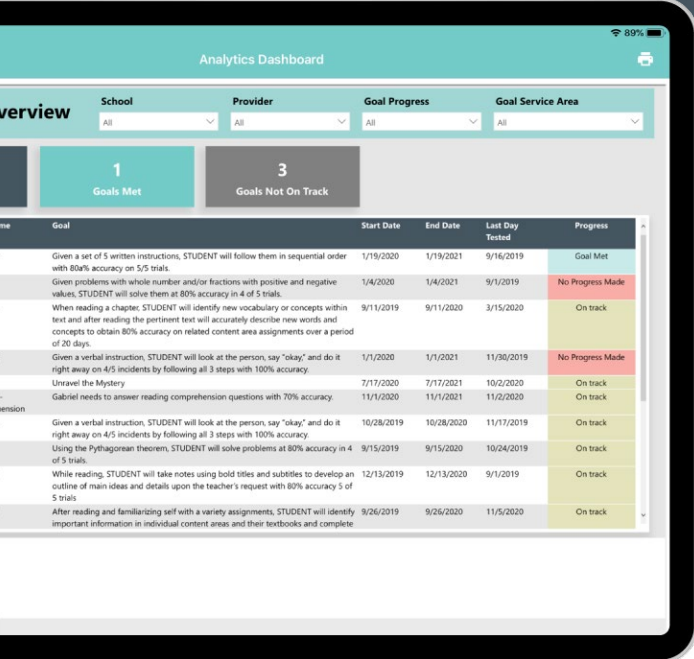 89%
Analytics Dashboard
verview
School
Provider
Goal Progress
Goal Service Area
All
All
All
All
1
Goals Met
3
Goals Not On Track
me
Goal
Start Date
End Date
Last Day
Tested
Progress
Given a set of 5 written instructions, STUDENT will follow them in sequential order
with 80a% accuracy on 5/5 trials.
1/19/2020
1/19/2021
9/16/2019
Goal Met
Given problems with whole number and/or fractions with positive and negative
values, STUDENT will solve them at 80% accuracy in 4 of 5 trials.
1/4/2020
1/4/2021
9/1/2019
No Progress Made
When reading a chapter, STUDENT will identify new vocabulary or concepts within
text and after reading the pertinent text will accurately describe new words and
concepts to obtain 80% accuracy on related content area assignments over a period
of 20 days.
9/11/2019
9/11/2020
3/15/2020
On track
Given a verbal instruction, STUDENT will look at the person, say "okay," and do it
right away on 4/5 incidents by following all 3 steps with 100% accuracy.
1/1/2020
1/1/2021
11/30/2019
No Progress Made
Unravel the Mystery
7/17/2020
7/17/2021
10/2/2020
On track
-
ension
Gabriel needs to answer reading comprehension questions with 70% accuracy.
11/1/2020
11/1/2021
11/2/2020
On track
Given a verbal instruction, STUDENT will look at the person, say "okay," and do it
right away on 4/5 incidents by following all 3 steps with 100% accuracy.
10/28/2019
10/28/2020
11/17/2019
On track
Using the Pythagorean theorem, STUDENT will solve problems at 80% accuracy in 4
of 5 trials.
9/15/2019
9/15/2020
10/24/2019
On track
While reading, STUDENT will take notes using bold titles and subtitles to develop an
outline of main ideas and details upon the teacher's request with 80% accuracy 5 of
5 trials
12/13/2019
12/13/2020
9/1/2019
On track
After reading and familiarizing self with a variety assignments, STUDENT will identify
important information in individual content areas and their textbooks and complete
9/26/2019
9/26/2020
11/5/2020
On track